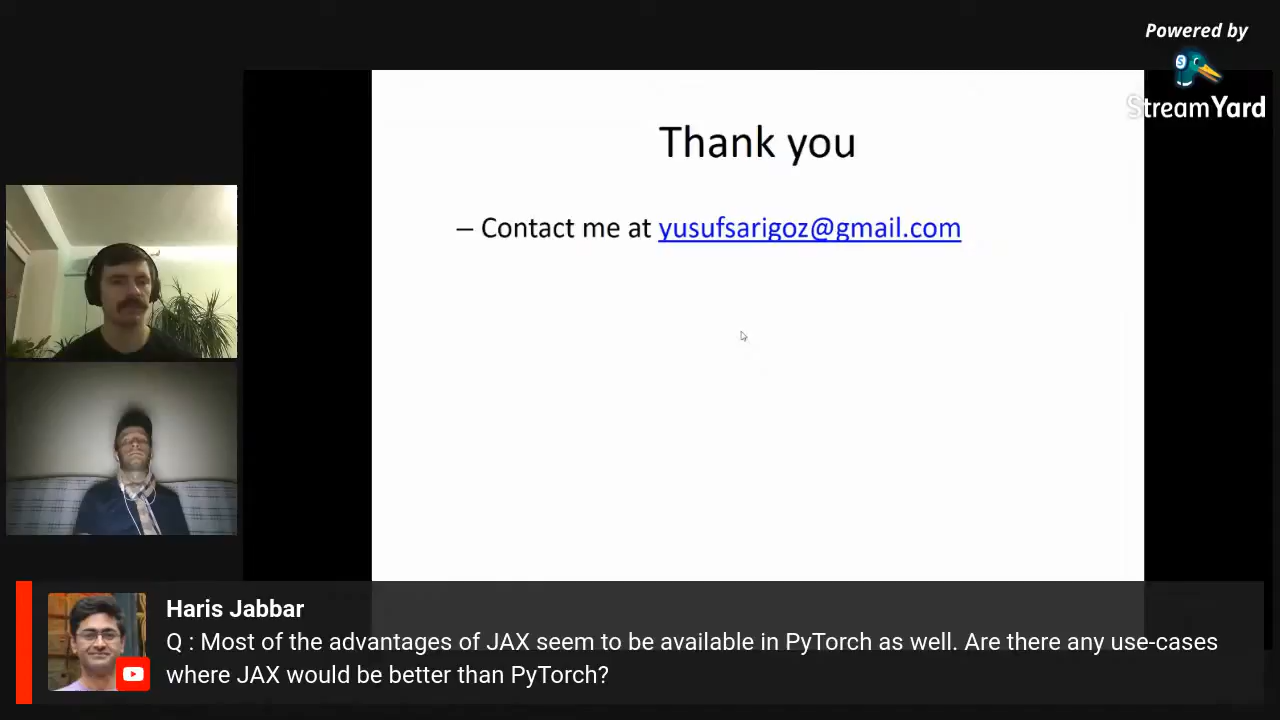 Powered by
StreamYard
Thank you
– Contact me at yusufsarigoz@gmail.com
Haris Jabbar
Q : Most of the advantages of JAX seem to be available in PyTorch as well. Are there any use-cases
where JAX would be better than PyTorch?